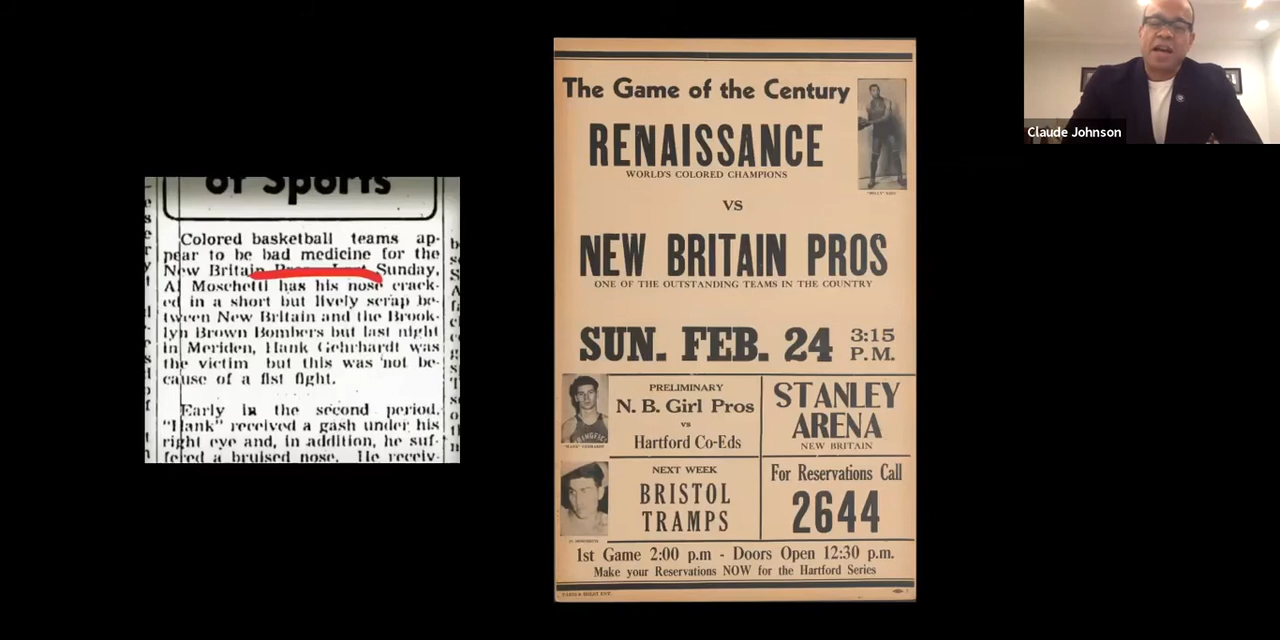 of Sports
Colored basketball teams ap-
pear to be bad medicine for the
New Britain Pros. Last Sunday,
Al Moschetti has his nose crack-
ed in a short but lively scrap be-
tween New Britain and the Brook-
lyn Brown Bombers but last night
in Meriden, Hank Gehrhardt was
the victim but this was not be-
cause of a fist fight.
Early in the second period,
"Hank" received a gash under his
right eye and, in addition, he suf-
fered a bruised nose. He receiv-
The Game of the Century
RENAISSANCE
WORLD'S COLORED CHAMPIONS
VS
NEW BRITAIN PROS
ONE OF THE OUTSTANDING TEAMS IN THE COUNTRY
SUN. FEB. 24 3:15
P.M.
PRELIMINARY
N. B. Girl Pros
vs
Hartford Co-Eds
STANLEY
ARENA
NEW BRITAIN
NEXT WEEK
BRISTOL
TRAMPS
For Reservations Call
2644
1st Game 2:00 p.m - Doors Open 12:30 p.m.
Make your Reservations NOW for the Hartford Series
Claude Johnson